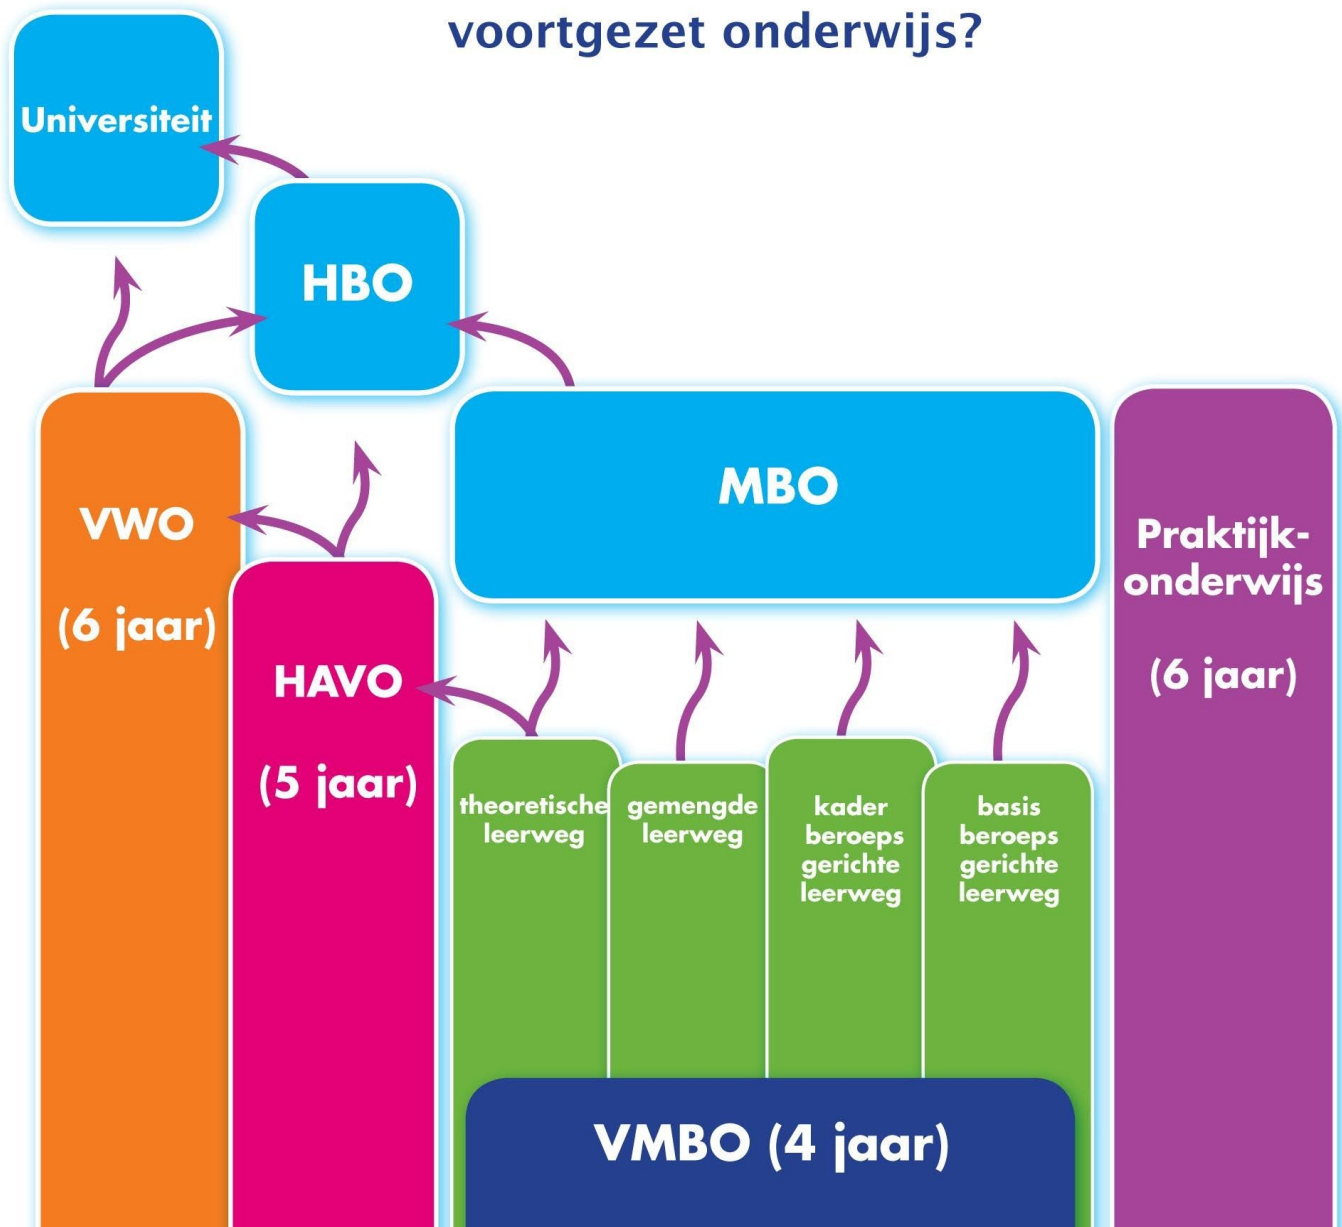 voortgezet onderwijs?
Universiteit
HBO
MBO
VWO
(6 jaar)
HAVO
(5 jaar)
Praktijk-
onderwijs
(6 jaar)
theoretische
leerweg
gemengde
leerweg
kader
beroeps
gerichte
leerweg
basis
beroeps
gerichte
leerweg
VMBO (4 jaar)